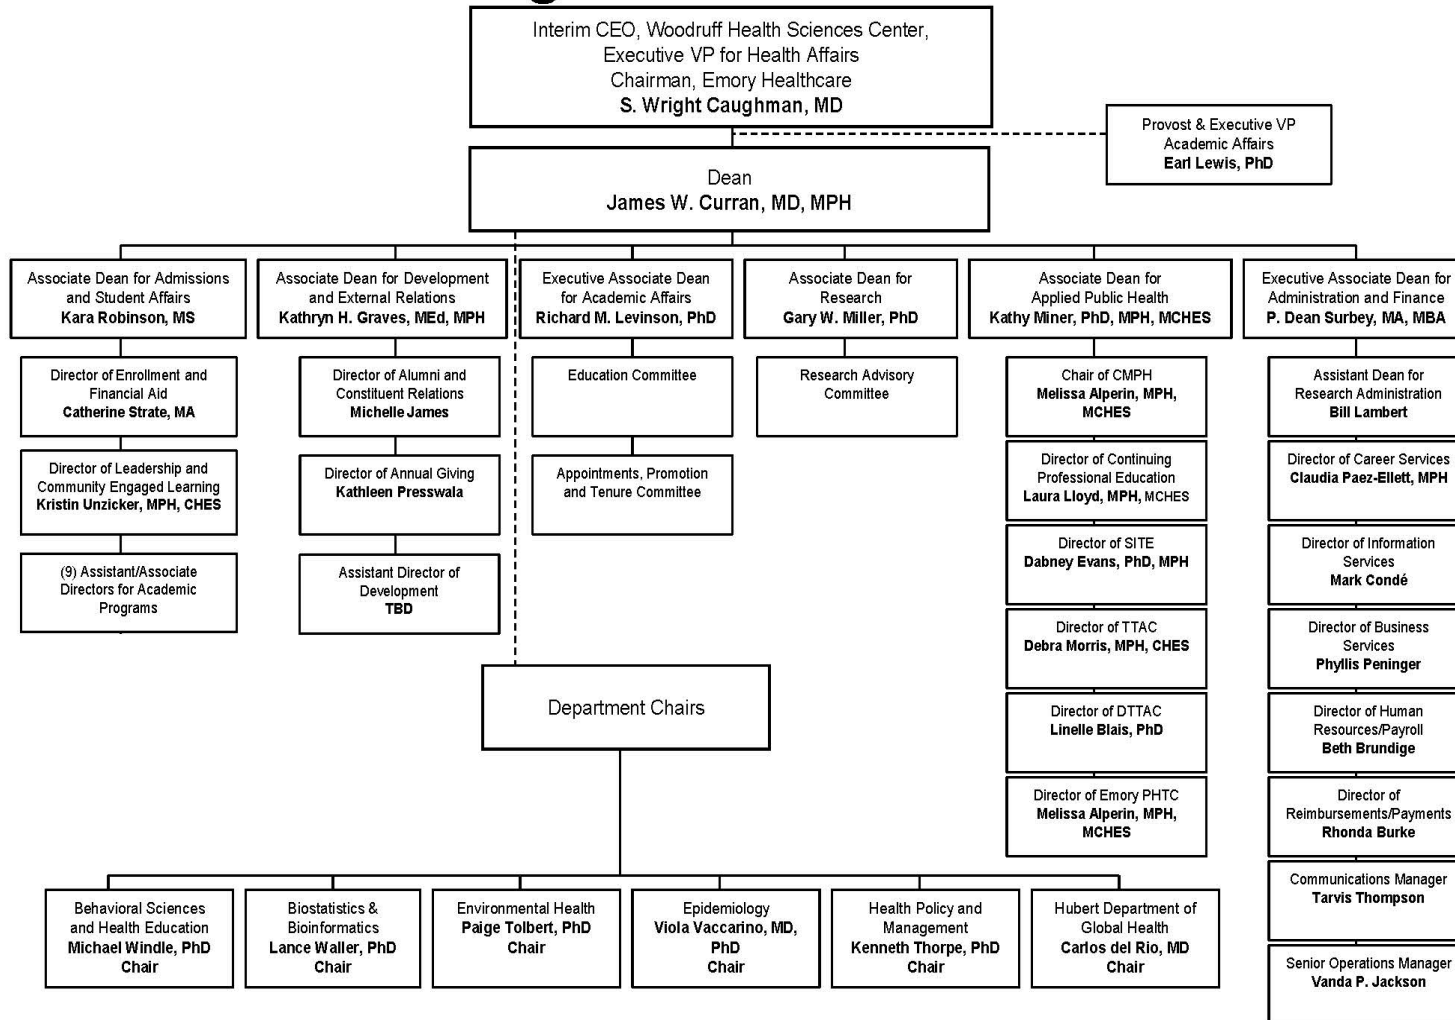 Interim CEO, Woodruff Health Sciences Center,
Executive VP for Health Affairs
Chairman, Emory Healthcare
S. Wright Caughman, MD
Provost & Executive VP
Academic Affairs
Earl Lewis, PhD
Dean
James W. Curran, MD, MPH
Associate Dean for Admissions
and Student Affairs
Kara Robinson, MS
Associate Dean for Development
and External Relations
Kathryn H. Graves, MEd, MPH
Executive Associate Dean
for Academic Affairs
Richard M. Levinson, PhD
Associate Dean for
Research
Gary W. Miller, PhD
Associate Dean for
Applied Public Health
Kathy Miner, PhD, MPH, MCHES
Executive Associate Dean for
Administration and Finance
P. Dean Surbey, MA, MBA
Director of Enrollment and
Financial Aid
Catherine Strate, MA
Director of Leadership and
Community Engaged Learning
Kristin Unzicker, MPH, CHES
(9) Assistant/Associate
Directors for Academic
Programs
Director of Alumni and
Constituent Relations
Michelle James
Director of Annual Giving
Kathleen Presswala
Assistant Director of
Development
TBD
Education Committee
Appointments, Promotion
and Tenure Committee
Research Advisory
Committee
Chair of CMPH
Melissa Alperin, MPH,
MCHES
Director of Continuing
Professional Education
Laura Lloyd, MPH, MCHES
Director of SITE
Dabney Evans, PhD, MPH
Director of TTAC
Debra Morris, MPH, CHES
Director of DTTAC
Linelle Blais, PhD
Director of Emory PHTC
Melissa Alperin, MPH,
MCHES
Assistant Dean for
Research Administration
Bill Lambert
Director of Career Services
Claudia Paez-Ellett, MPH
Director of Information
Services
Mark Condé
Director of Business
Services
Phyllis Peninger
Director of Human
Resources/Payroll
Beth Brundige
Director of
Reimbursements/Payments
Rhonda Burke
Communications Manager
Tarvis Thompson
Senior Operations Manager
Vanda P. Jackson
Department Chairs
Behavioral Sciences
and Health Education
Michael Windle, PhD
Chair
Biostatistics &
Bioinformatics
Lance Waller, PhD
Chair
Environmental Health
Paige Tolbert, PhD
Chair
Epidemiology
Viola Vaccarino, MD,
PhD
Chair
Health Policy and
Management
Kenneth Thorpe, PhD
Chair
Hubert Department of
Global Health
Carlos del Rio, MD
Chair